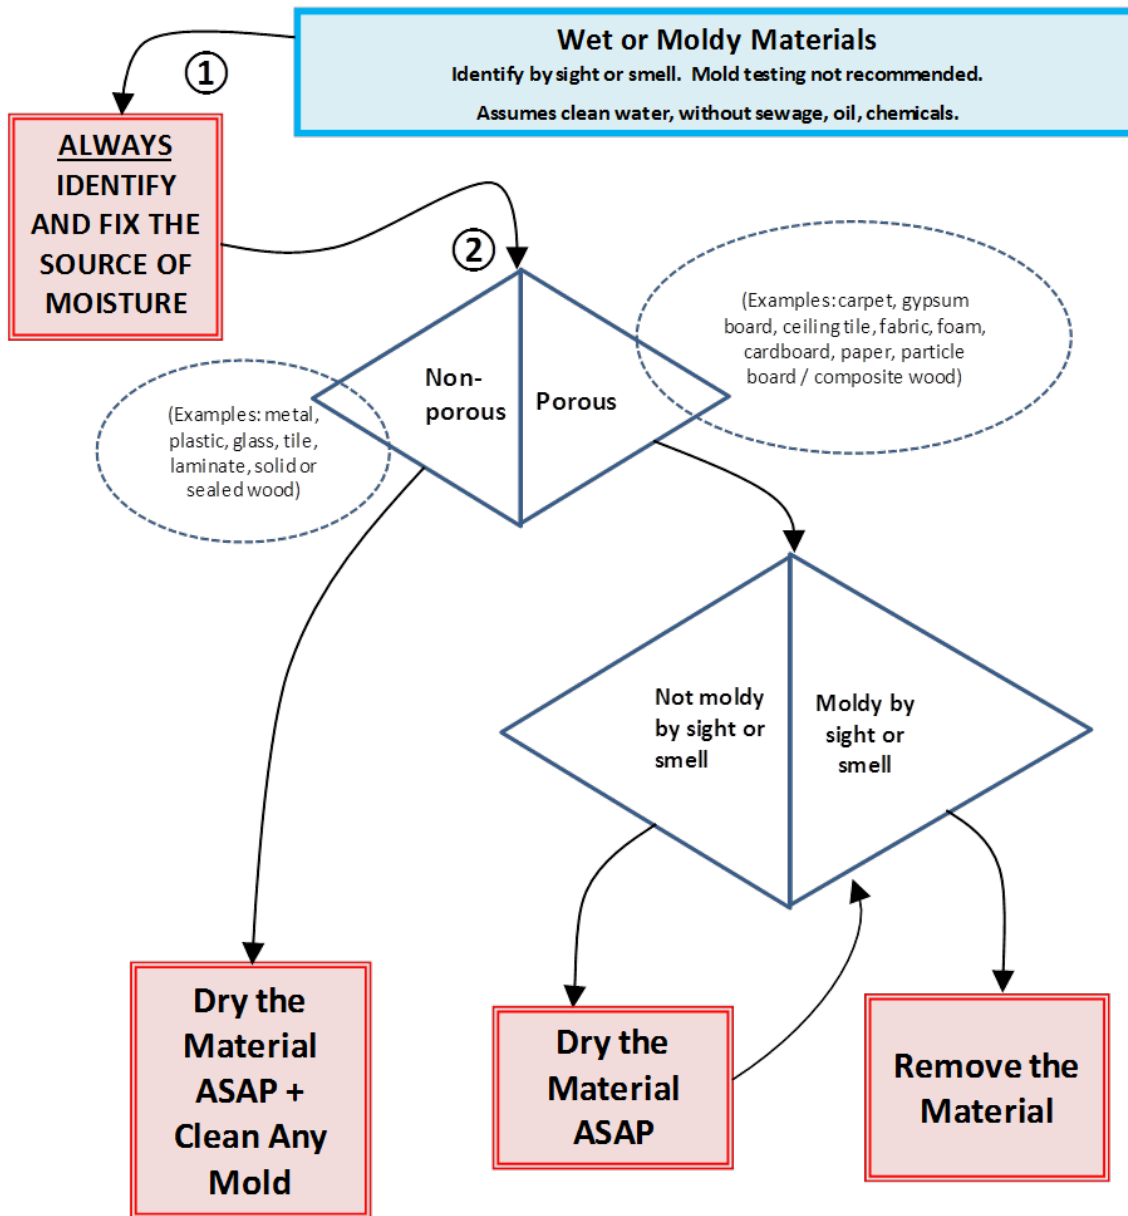 Wet or Moldy Materials
Identify by sight or smell. Mold testing not recommended.
Assumes clean water, without sewage, oil, chemicals.
1
ALWAYS
IDENTIFY
AND FIX THE
SOURCE OF
MOISTURE
2
(Examples: carpet, gypsum
board, ceiling tile, fabric, foam,
cardboard, paper, particle
board / composite wood)
Non-
porous
Porous
(Examples: metal,
plastic, glass, tile,
laminate, solid or
sealed wood)
Not moldy
by sight or
smell
Moldy by
sight or
smell
Dry the
Material
ASAP +
Clean Any
Mold
Dry the
Material
ASAP
Remove the
Material